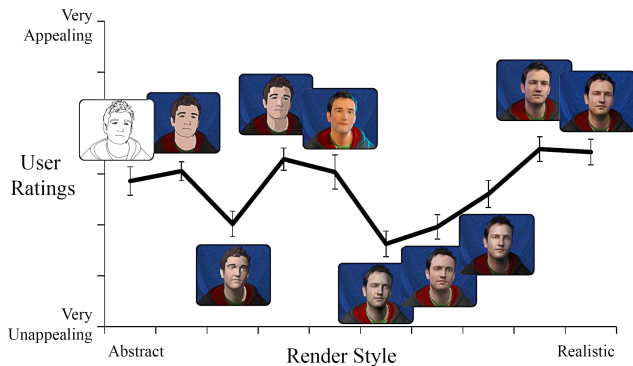 Very
Appealing
User
Ratings
Very
Unappealing
Abstract
Render Style
Realistic